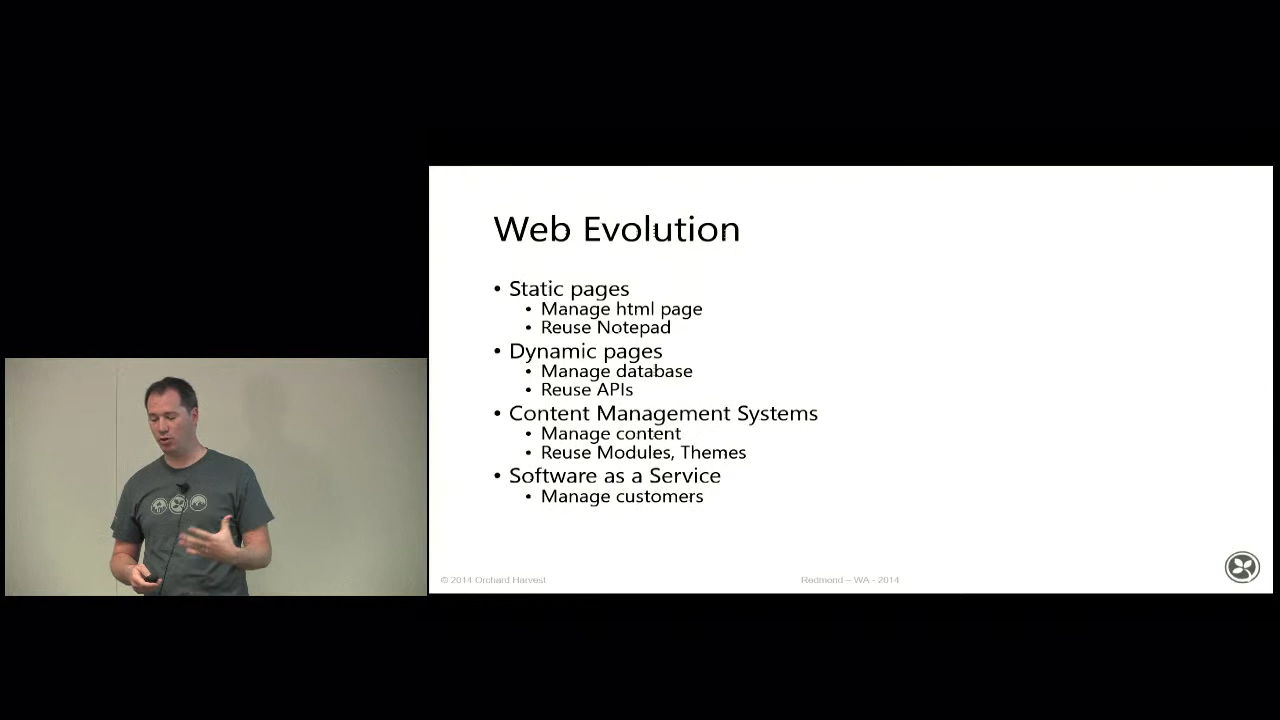 Web Evolution
• Static pages
• Manage html page
• Reuse Notepad
• Dynamic pages
• Manage database
• Reuse APIs
• Content Management Systems
• Manage content
• Reuse Modules, Themes
• Software as a Service
• Manage customers
© 2014 Orchard Harvest
Redmond – WA - 2014